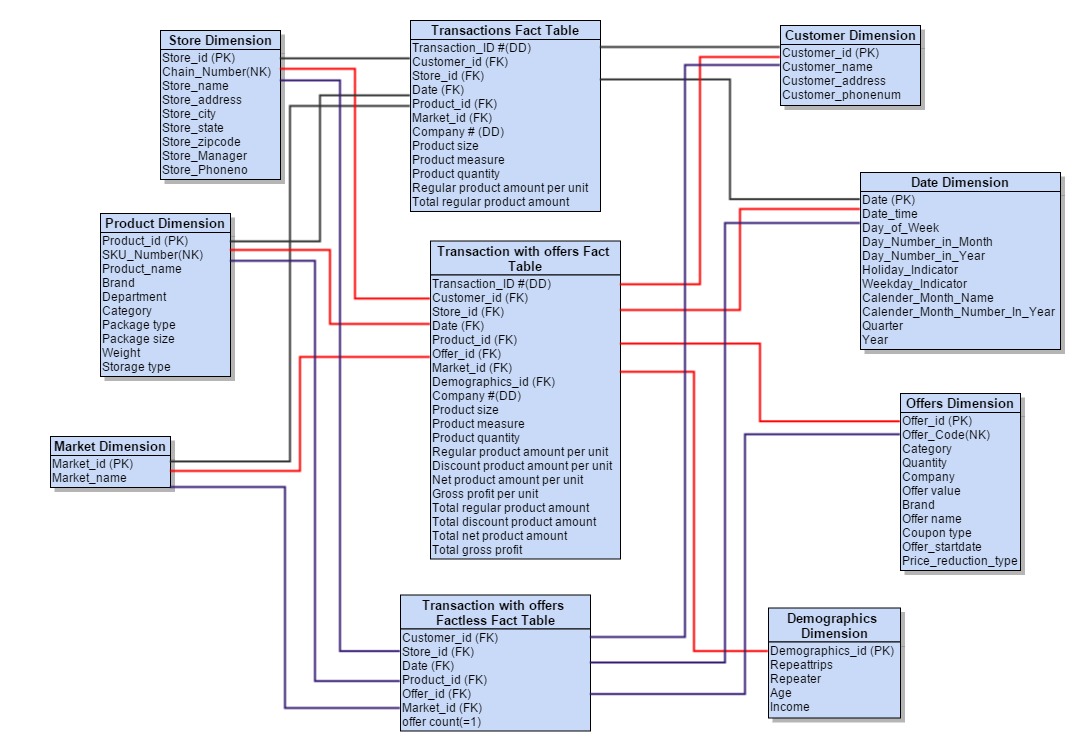 Store Dimension
Store_id (PK)
Chain_Number(NK)
Store_name
Store_address
Store_city
Store_state
Store_zipcode
Store_Manager
Store_Phoneno
Transactions Fact Table
Transaction_ID #(DD)
Customer_id (FK)
Store_id (FK)
Date (FK)
Product_id (FK)
Market_id (FK)
Company # (DD)
Product size
Product measure
Product quantity
Regular product amount per unit
Total regular product amount
Customer Dimension
Customer_id (PK)
Customer_name
Customer_address
Customer_phonenum
Date Dimension
Date (PK)
Date_time
Day_of_Week
Day_Number_in_Month
Day_Number_in_Year
Holiday_Indicator
Weekday_Indicator
Calender_Month_Name
Calender_Month_Number_In_Year
Quarter
Year
Product Dimension
Product_id (PK)
SKU_Number(NK)
Product_name
Brand
Department
Category
Package type
Package size
Weight
Storage type
Transaction with offers Fact
Table
Transaction_ID #(DD)
Customer_id (FK)
Store_id (FK)
Date (FK)
Product_id (FK)
Offer_id (FK)
Market_id (FK)
Demographics_id (FK)
Company #(DD)
Product size
Product measure
Product quantity
Regular product amount per unit
Discount product amount per unit
Net product amount per unit
Gross profit per unit
Total regular product amount
Total discount product amount
Total net product amount
Total gross profit
Offers Dimension
Offer_id (PK)
Offer_Code(NK)
Category
Quantity
Company
Offer value
Brand
Offer name
Coupon type
Offer_startdate
Price_reduction_type
Market Dimension
Market_id (PK)
Market_name
Transaction with offers
Factless Fact Table
Customer_id (FK)
Store_id (FK)
Date (FK)
Product_id (FK)
Offer_id (FK)
Market_id (FK)
offer count(=1)
Demographics
Dimension
Demographics_id (PK)
Repeattrips
Repeater
Age
Income